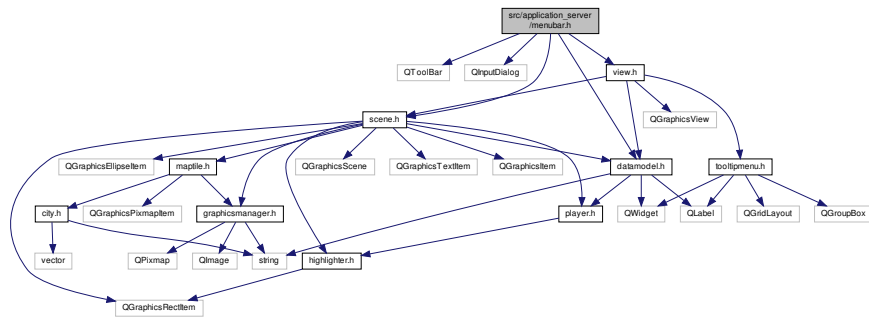 src/application_server
/menubar.h
QToolBar
QInputDialog
view.h
QGraphicsView
scene.h
QGraphicsEllipseItem
maptile.h
QGraphicsScene
QGraphicsTextItem
QGraphicsItem
datamodel.h
tooltipmenu.h
city.h
QGraphicsPixmapItem
graphicsmanager.h
player.h
QWidget
QLabel
QGridLayout
QGroupBox
vector
QPixmap
QImage
string
highlighter.h
QGraphicsRectItem